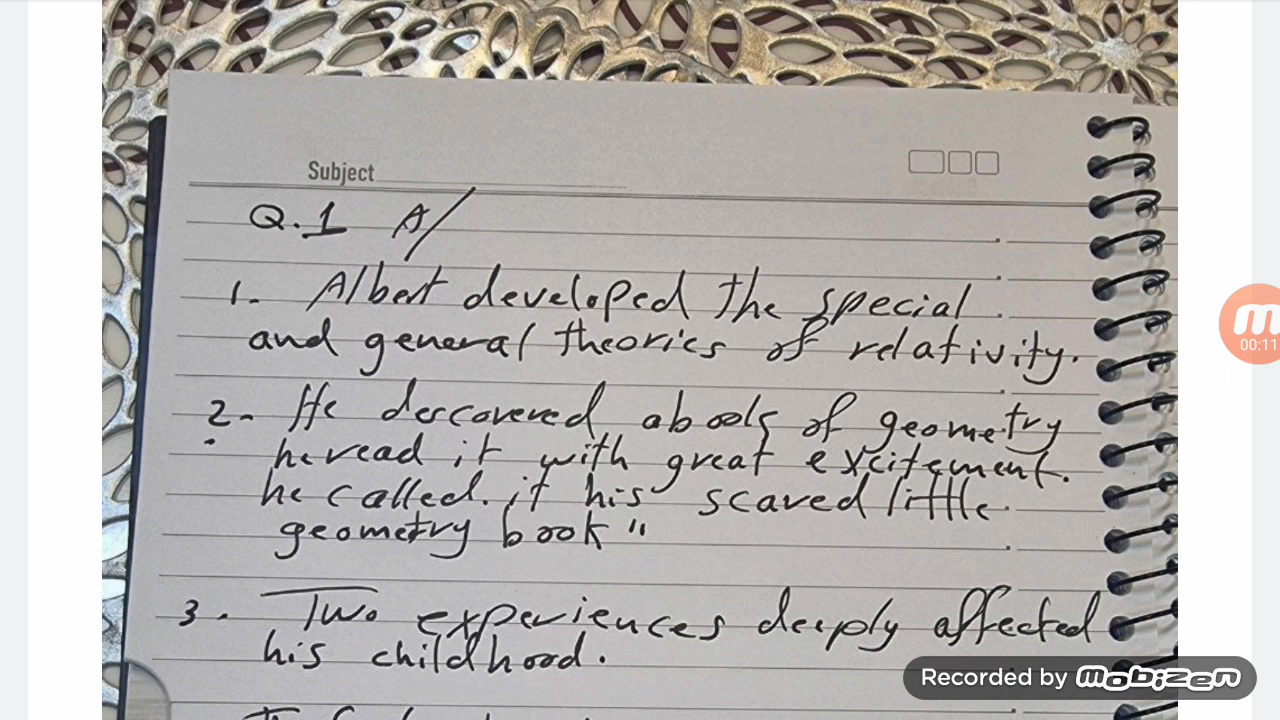 Subject
Q.1 A/
1. Albert developed the special
and general theories of relativity.
2- He descovered a book of geometry
he read it with great excitement.
he called it his scared little
geometry book"
3. Two experiences deeply affected
his childhood.
00:11
Recorded by mobizen